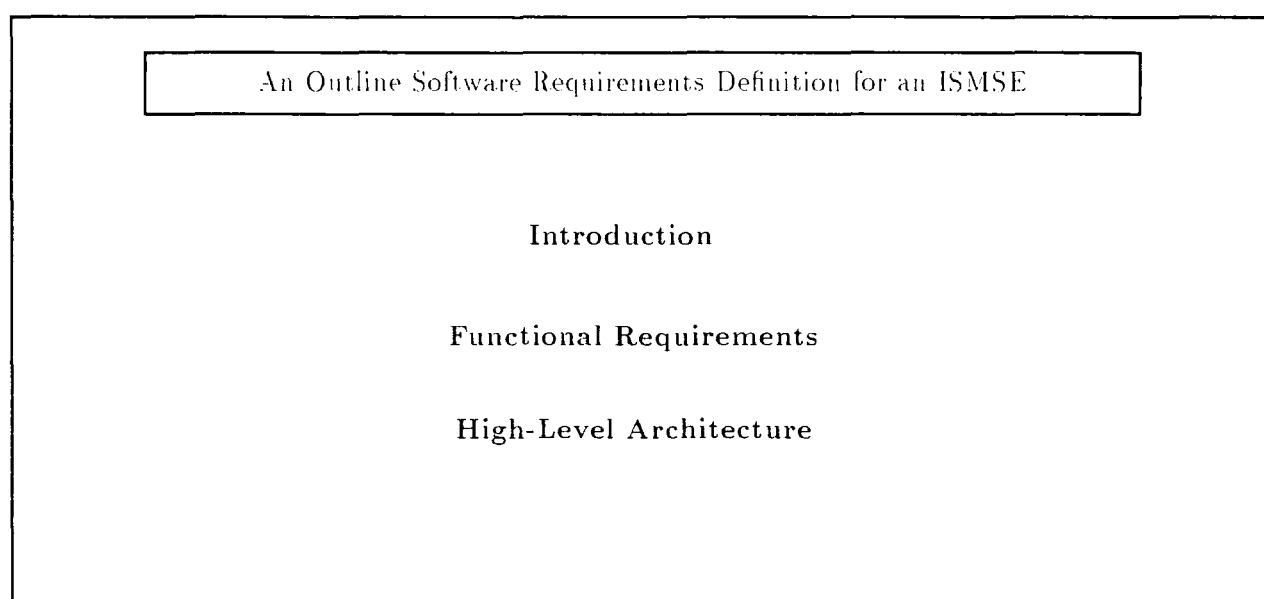 An Outline Software Requirements Definition for an ISMSE
Introduction
Functional Requirements
High-Level Architecture